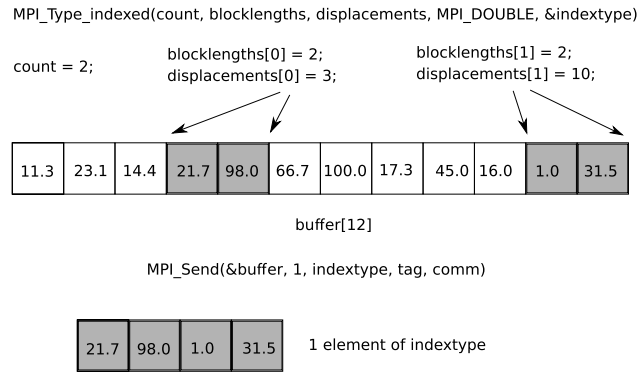 MPI_Type_indexed(count, blocklengths, displacements, MPI_DOUBLE, &indextype)
count = 2;
blocklengths[0] = 2;
displacements[0] = 3;
blocklengths[1] = 2;
displacements[1] = 10;
11.3 23.1 14.4 21.7 98.0 66.7 100.0 17.3 45.0 16.0 1.0 31.5
buffer[12]
MPI_Send(&buffer, 1, indextype, tag, comm)
21.7 98.0 1.0 31.5
1 element of indextype